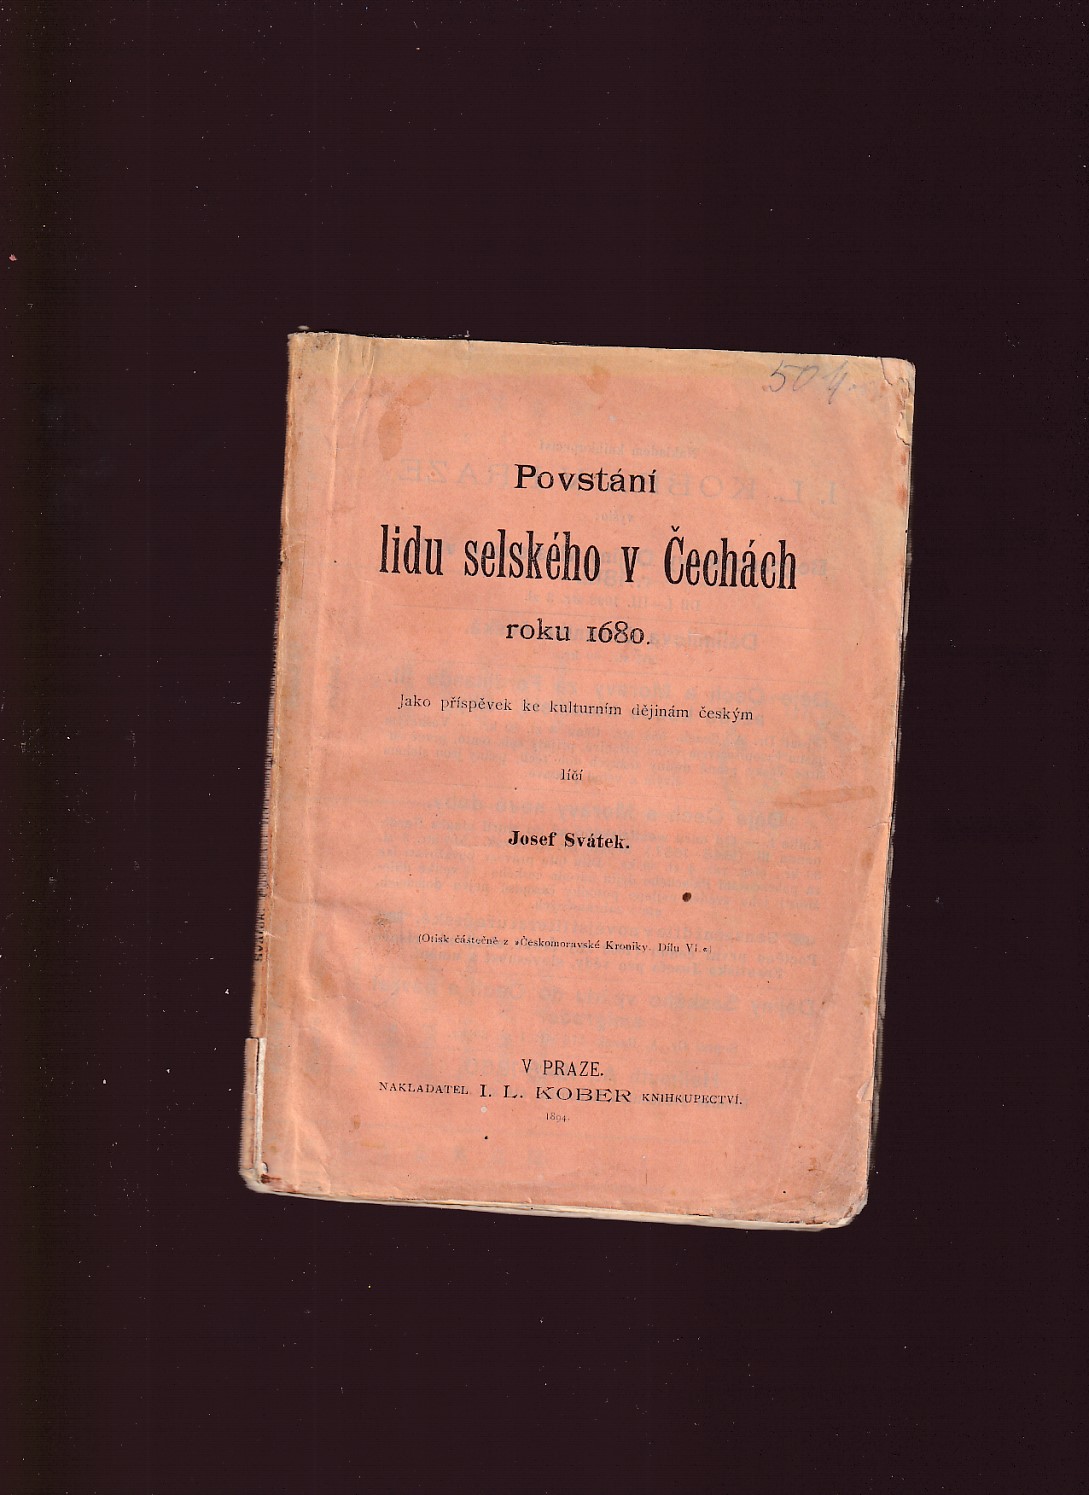 Povstání
lidu selského v Čechách
roku 1680.
Jako příspěvek ke kulturním dějinám českým
líčí
Josef Svátek.
(Otisk částečně z »Českomoravské Kroniky. Dílu VI.«)
V PRAZE.
NAKLADATEL I. L. KOBER KNIHKUPECTVÍ.
1894.